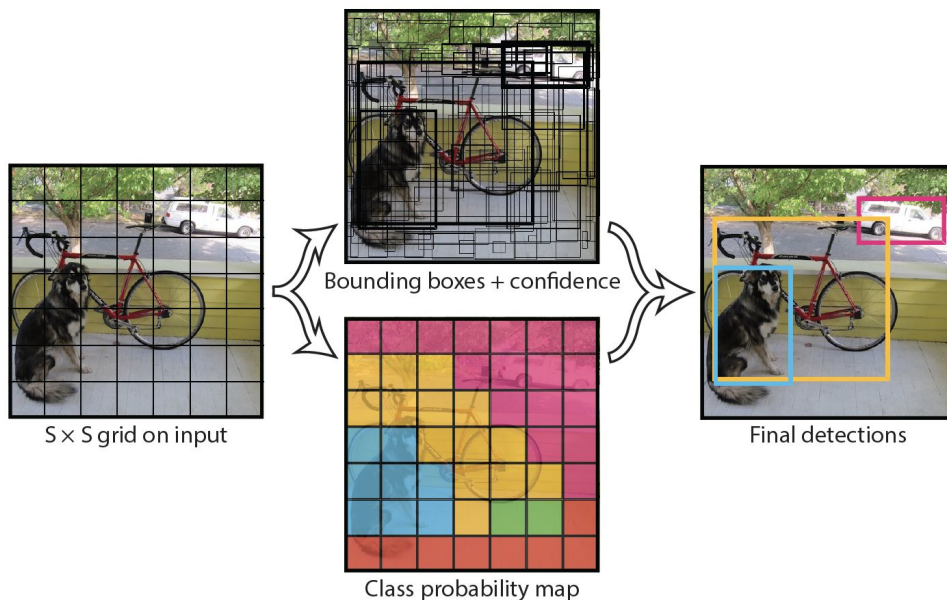 Bounding boxes + confidence
S × S grid on input
Final detections
Class probability map